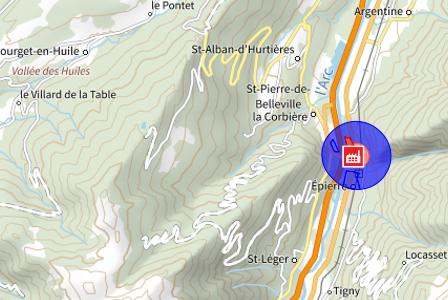 le Pontet
Argentine
ourget-en-Huile
St-Alban-d'Hurtières
Vallée des Huiles
l'Arc
le Villard de la Table
St-Pierre-de-
Belleville
la Corbière
Épierre
St-Léger
Locasset
Tigny